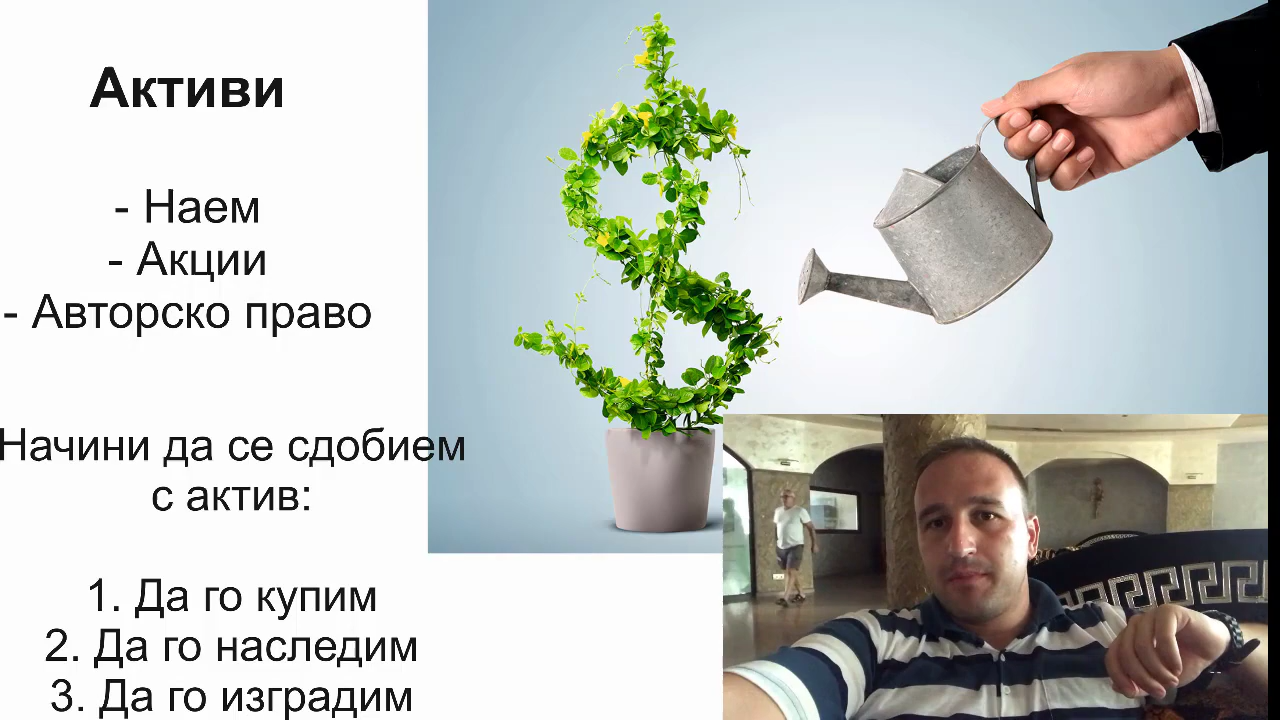 Активи
- Наем
- Акции
- Авторско право
Начини да се сдобием
с актив:
1. Да го купим
2. Да го наследим
3. Да го изградим